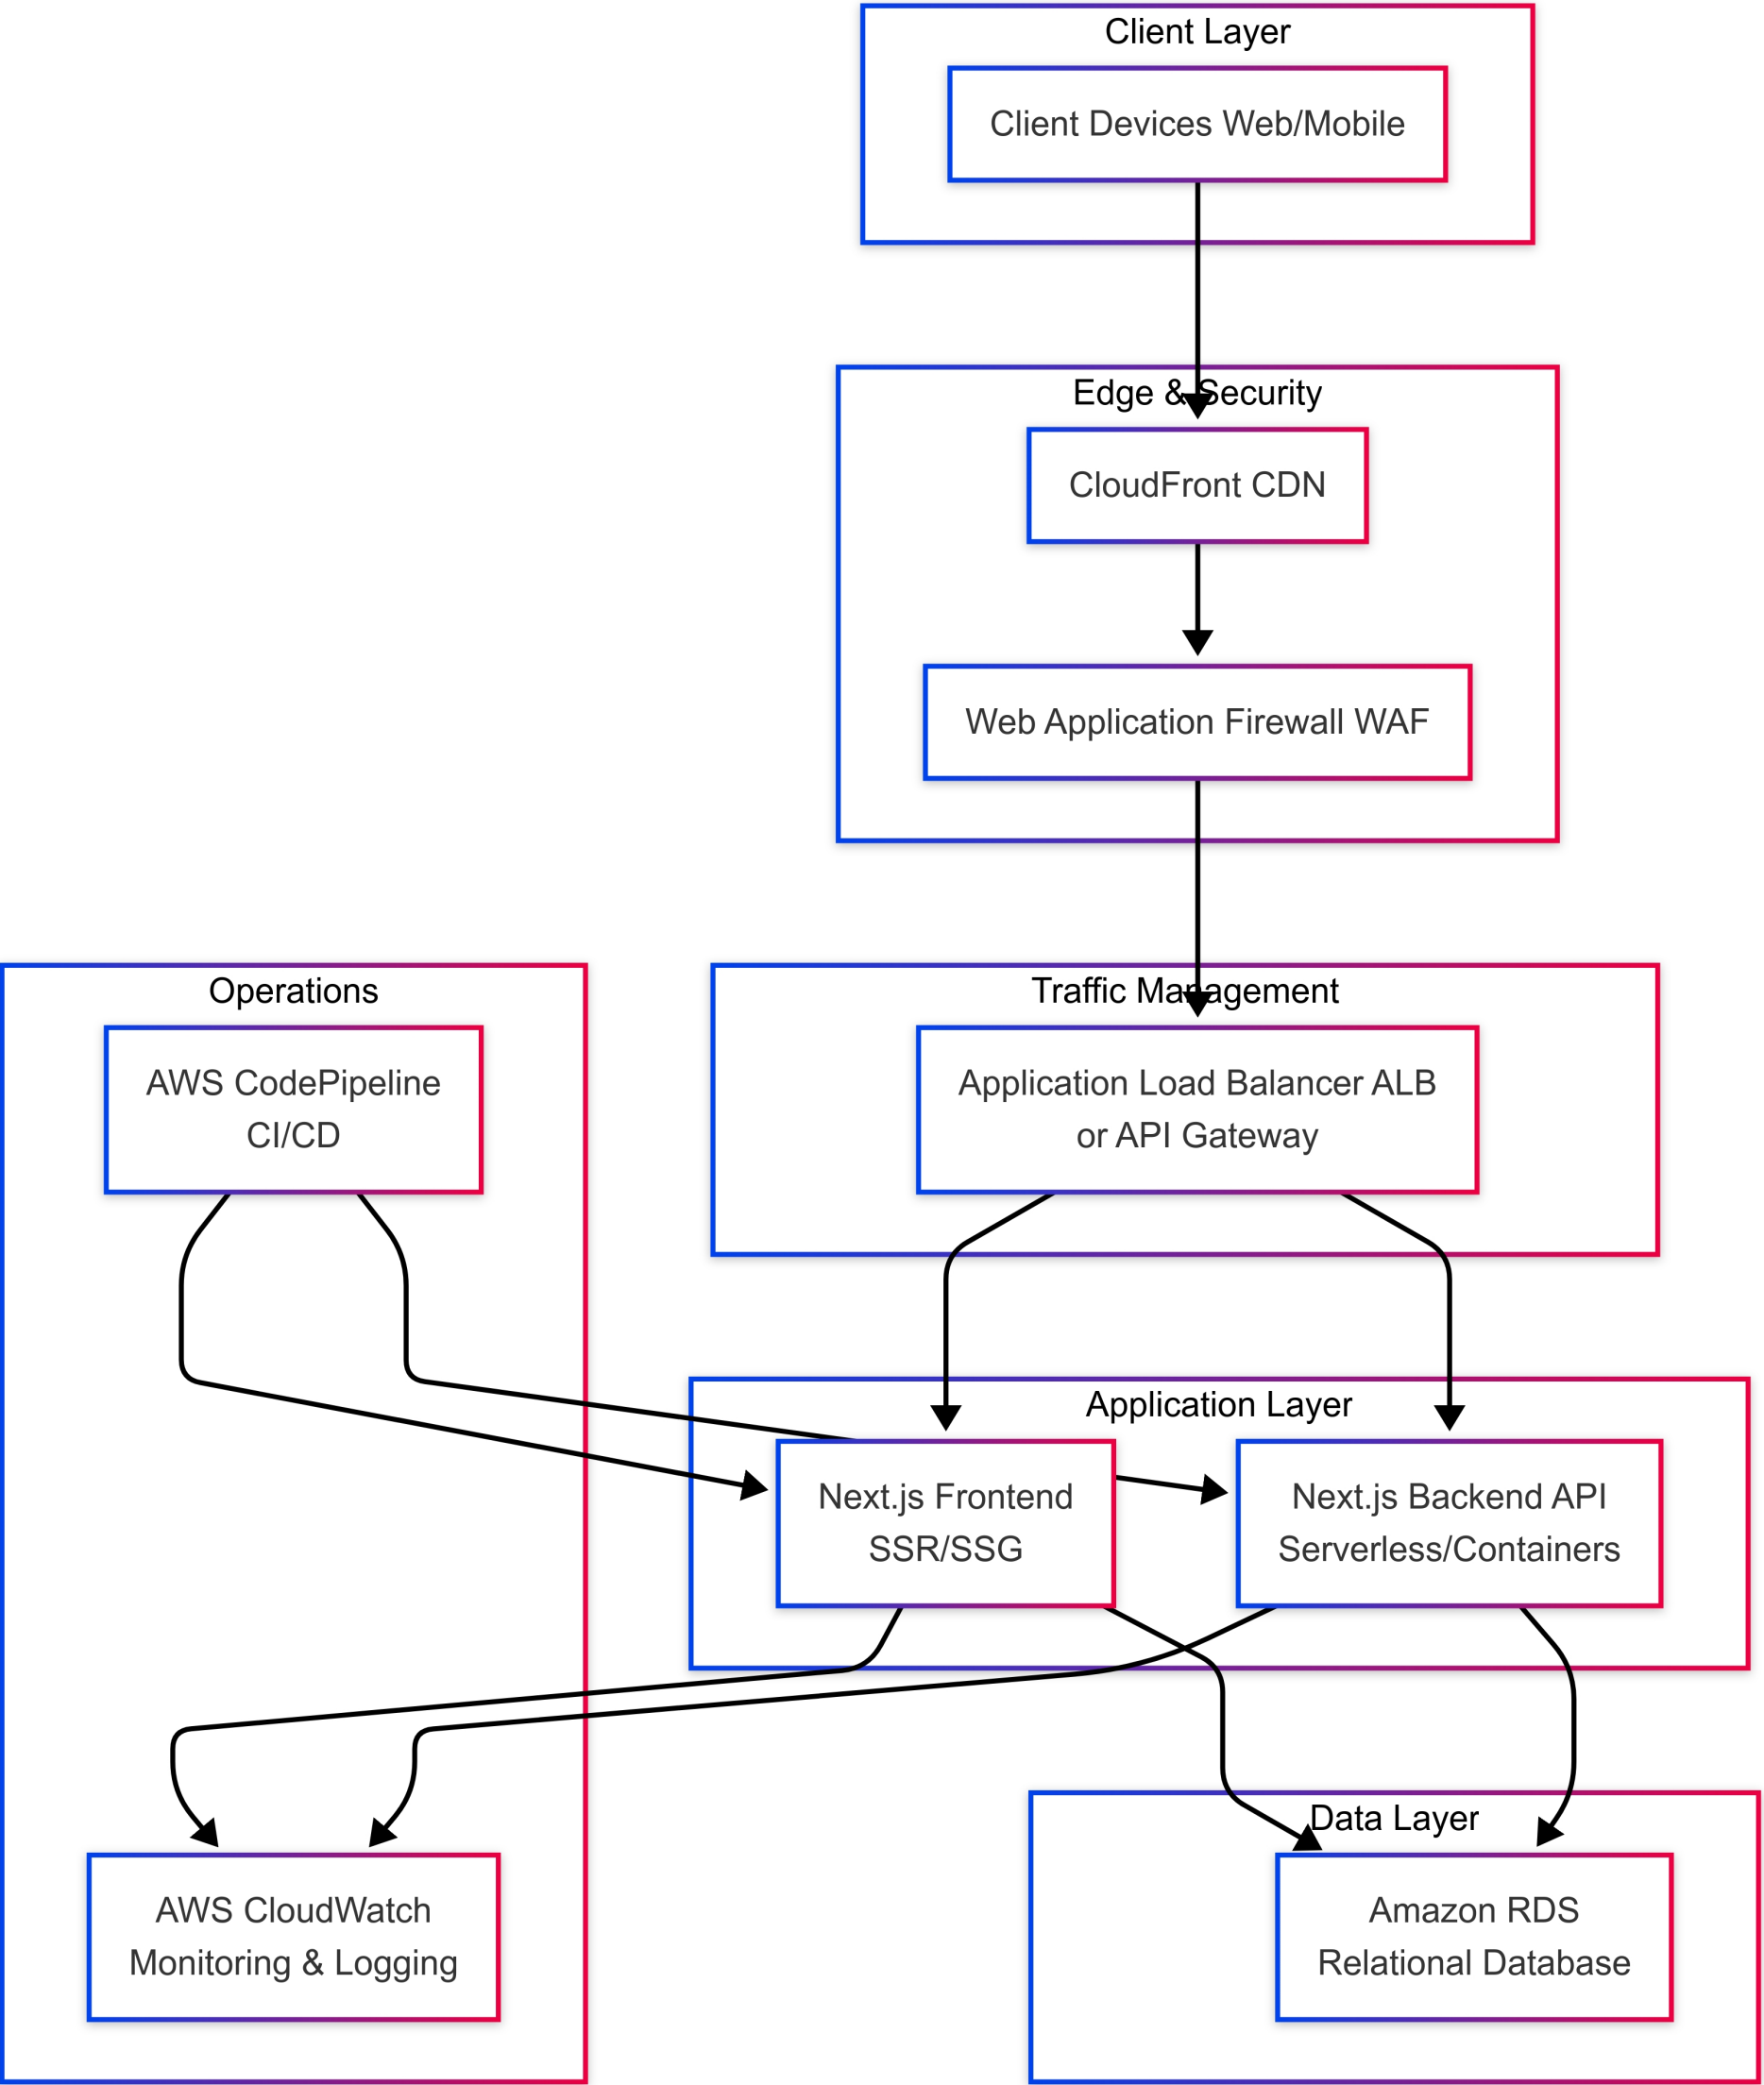 Client Layer
Client Devices Web/Mobile
Edge & Security
CloudFront CDN
Web Application Firewall WAF
Operations
AWS CodePipeline
CI/CD
Traffic Management
Application Load Balancer ALB
or API Gateway
Application Layer
Next.js Frontend
SSR/SSG
Next.js Backend API
Serverless/Containers
AWS CloudWatch
Monitoring & Logging
Data Layer
Amazon RDS
Relational Database